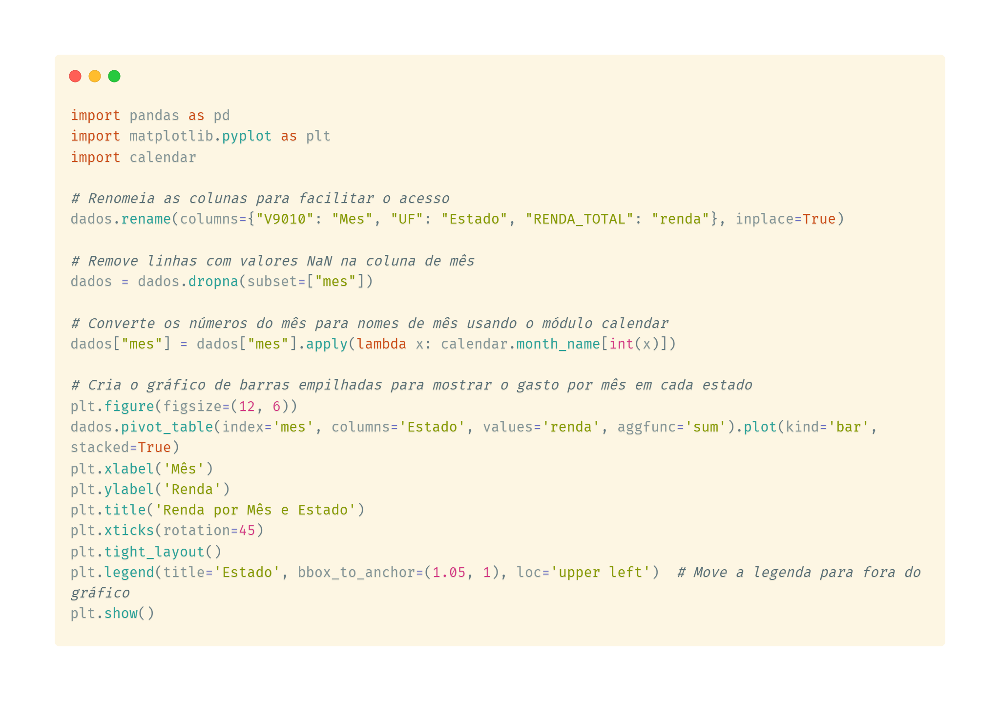 import pandas as pd
import matplotlib.pyplot as plt
import calendar
# Renomeia as colunas para facilitar o acesso
dados.rename(columns={"V9010": "Mes", "UF": "Estado", "RENDA_TOTAL": "renda"}, inplace=True)
# Remove linhas com valores NaN na coluna de mês
dados = dados.dropna(subset=["mes"])
# Converte os números do mês para nomes de mês usando o módulo calendar
dados["mes"] = dados["mes"].apply(lambda x: calendar.month_name[int(x)])
# Cria o gráfico de barras empilhadas para mostrar o gasto por mês em cada estado
plt.figure(figsize=(12, 6))
dados.pivot_table(index='mes', columns='Estado', values='renda', aggfunc='sum').plot(kind='bar',
stacked=True)
plt.xlabel('Mês')
plt.ylabel('Renda')
plt.title('Renda por Mês e Estado')
plt.xticks(rotation=45)
plt.tight_layout()
plt.legend(title='Estado', bbox_to_anchor=(1.05, 1), loc='upper left')  # Move a legenda para fora do
gráfico
plt.show()